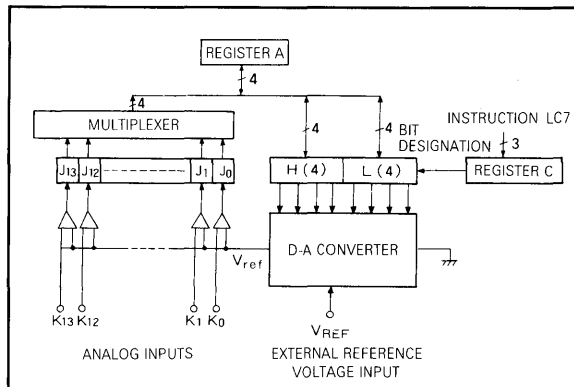 REGISTER A
4
4
4
4
INSTRUCTION LC7
MULTIPLEXER
BIT
DESIGNATION
3
J13 J12 J1 J0
H (4) L (4)
REGISTER C
D-A CONVERTER
Vref
K13 K12 K1 K0
VREF
ANALOG INPUTS
EXTERNAL REFERENCE
VOLTAGE INPUT